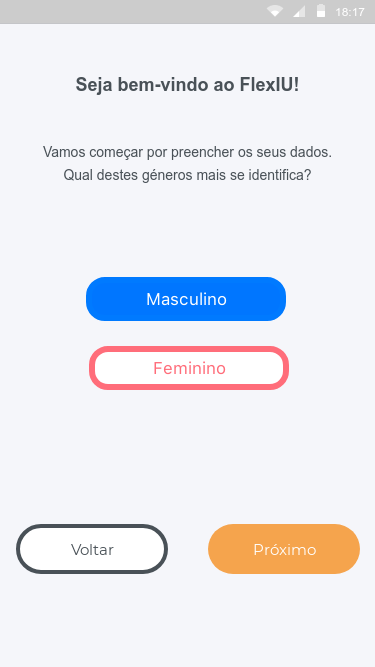 18:17
Seja bem-vindo ao FlexIU!
Vamos começar por preencher os seus dados.
Qual destes géneros mais se identifica?
Masculino
Feminino
Voltar
Próximo